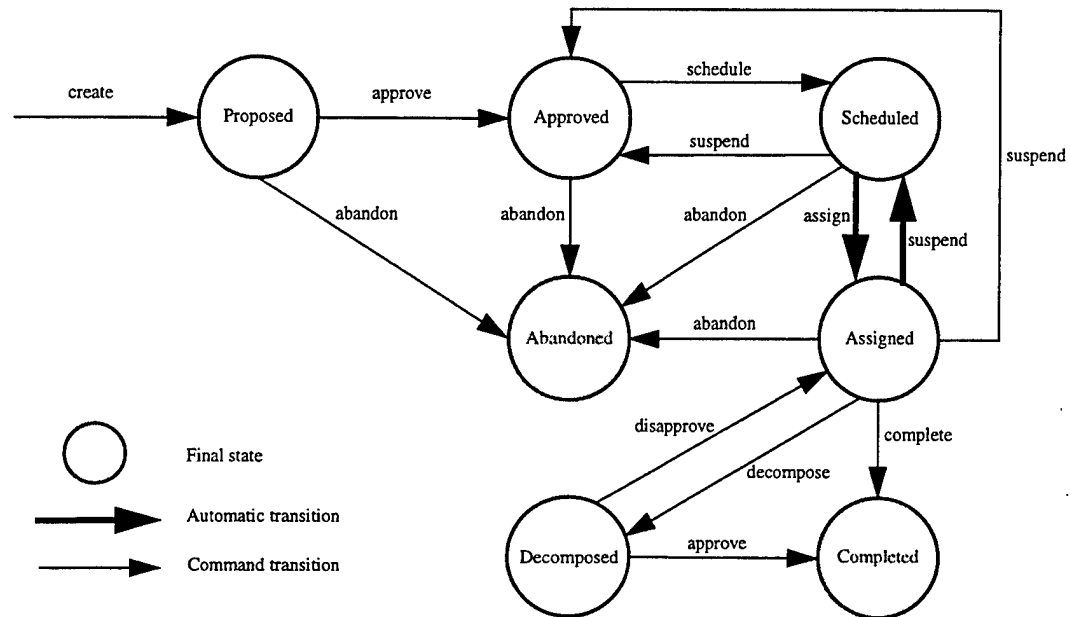 create
Proposed
approve
Approved
schedule
Scheduled
suspend
suspend
abandon
abandon
abandon
assign
suspend
Abandoned
abandon
Assigned
disapprove
complete
decompose
Final state
Automatic transition
Command transition
Decomposed
approve
Completed